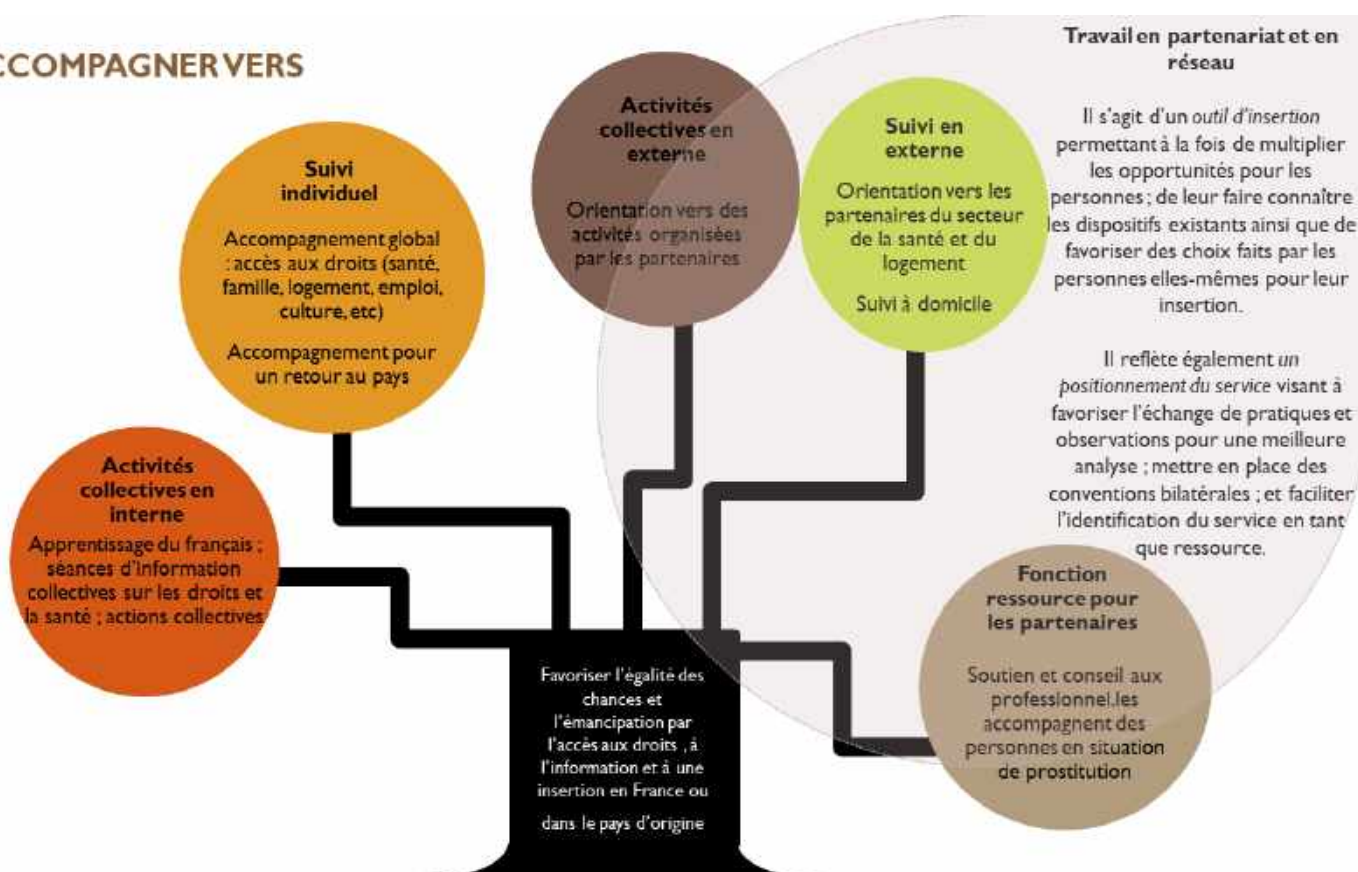 CCOMPAGNER VERS
Suivi
individuel
Accompagnement global
: accès aux droits (santé,
famille, logement, emploi,
culture, etc)
Accompagnement pour
un retour au pays
Activités
collectives en
interne
Apprentissage du français ;
séances d'information
collectives sur les droits et
la santé ; actions collectives
Activités
collectives en
externe
Orientation vers des
activités organisées
par les partenaires
Suivi en
externe
Orientation vers les
partenaires du secteur
de la santé et du
logement
Suivi à domicile
Travail en partenariat et en
réseau
Il s'agit d'un outil d'insertion
permettant à la fois de multiplier
les opportunités pour les
personnes ; de leur faire connaître
les dispositifs existants ainsi que de
favoriser des choix faits par les
personnes elles-mêmes pour leur
insertion.
Il reflète également un
positionnement du service visant à
favoriser l'échange de pratiques et
observations pour une meilleure
analyse ; mettre en place des
conventions bilatérales ; et faciliter
l'identification du service en tant
que ressource.
Fonction
ressource pour
les partenaires
Soutien et conseil aux
professionnel.les
accompagnent des
personnes en situation
de prostitution
Favoriser l'égalité des
chances et
l'émancipation par
l'accès aux droits , à
l'information et à une
insertion en France ou
dans le pays d'origine